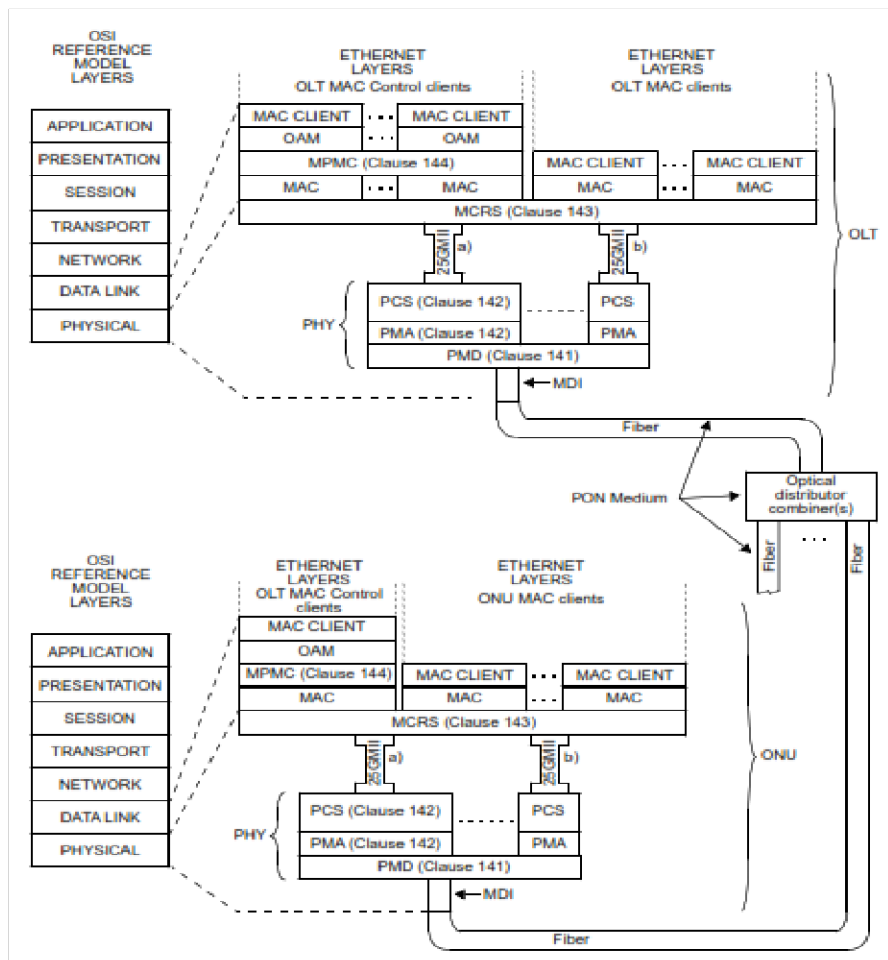 OSI
REFERENCE
MODEL
LAYERS
ETHERNET
LAYERS
OLT MAC Control clients
ETHERNET
LAYERS
OLT MAC clients
APPLICATION
PRESENTATION
SESSION
TRANSPORT
NETWORK
DATA LINK
PHYSICAL
MAC CLIENT ... MAC CLIENT
OAM ... OAM
MPMC (Clause 144)
MAC CLIENT ... MAC CLIENT
MAC ... MAC
MAC ... MAC
MCRS (Clause 143)
25GMII
a)
25GMII
b)
OLT
PHY
PCS (Clause 142)
PCS
PMA (Clause 142)
PMA
PMD (Clause 141)
MDI
Fiber
PON Medium
Optical
distributor
combiner(s)
Fiber
...
Fiber
OSI
REFERENCE
MODEL
LAYERS
ETHERNET
LAYERS
OLT MAC Control
clients
ETHERNET
LAYERS
ONU MAC clients
APPLICATION
PRESENTATION
SESSION
TRANSPORT
NETWORK
DATA LINK
PHYSICAL
MAC CLIENT
OAM
MPMC (Clause 144)
MAC CLIENT ... MAC CLIENT
MAC
MAC ... MAC
MCRS (Clause 143)
25GMII
a)
25GMII
b)
ONU
PHY
PCS (Clause 142)
PCS
PMA (Clause 142)
PMA
PMD (Clause 141)
MDI
Fiber